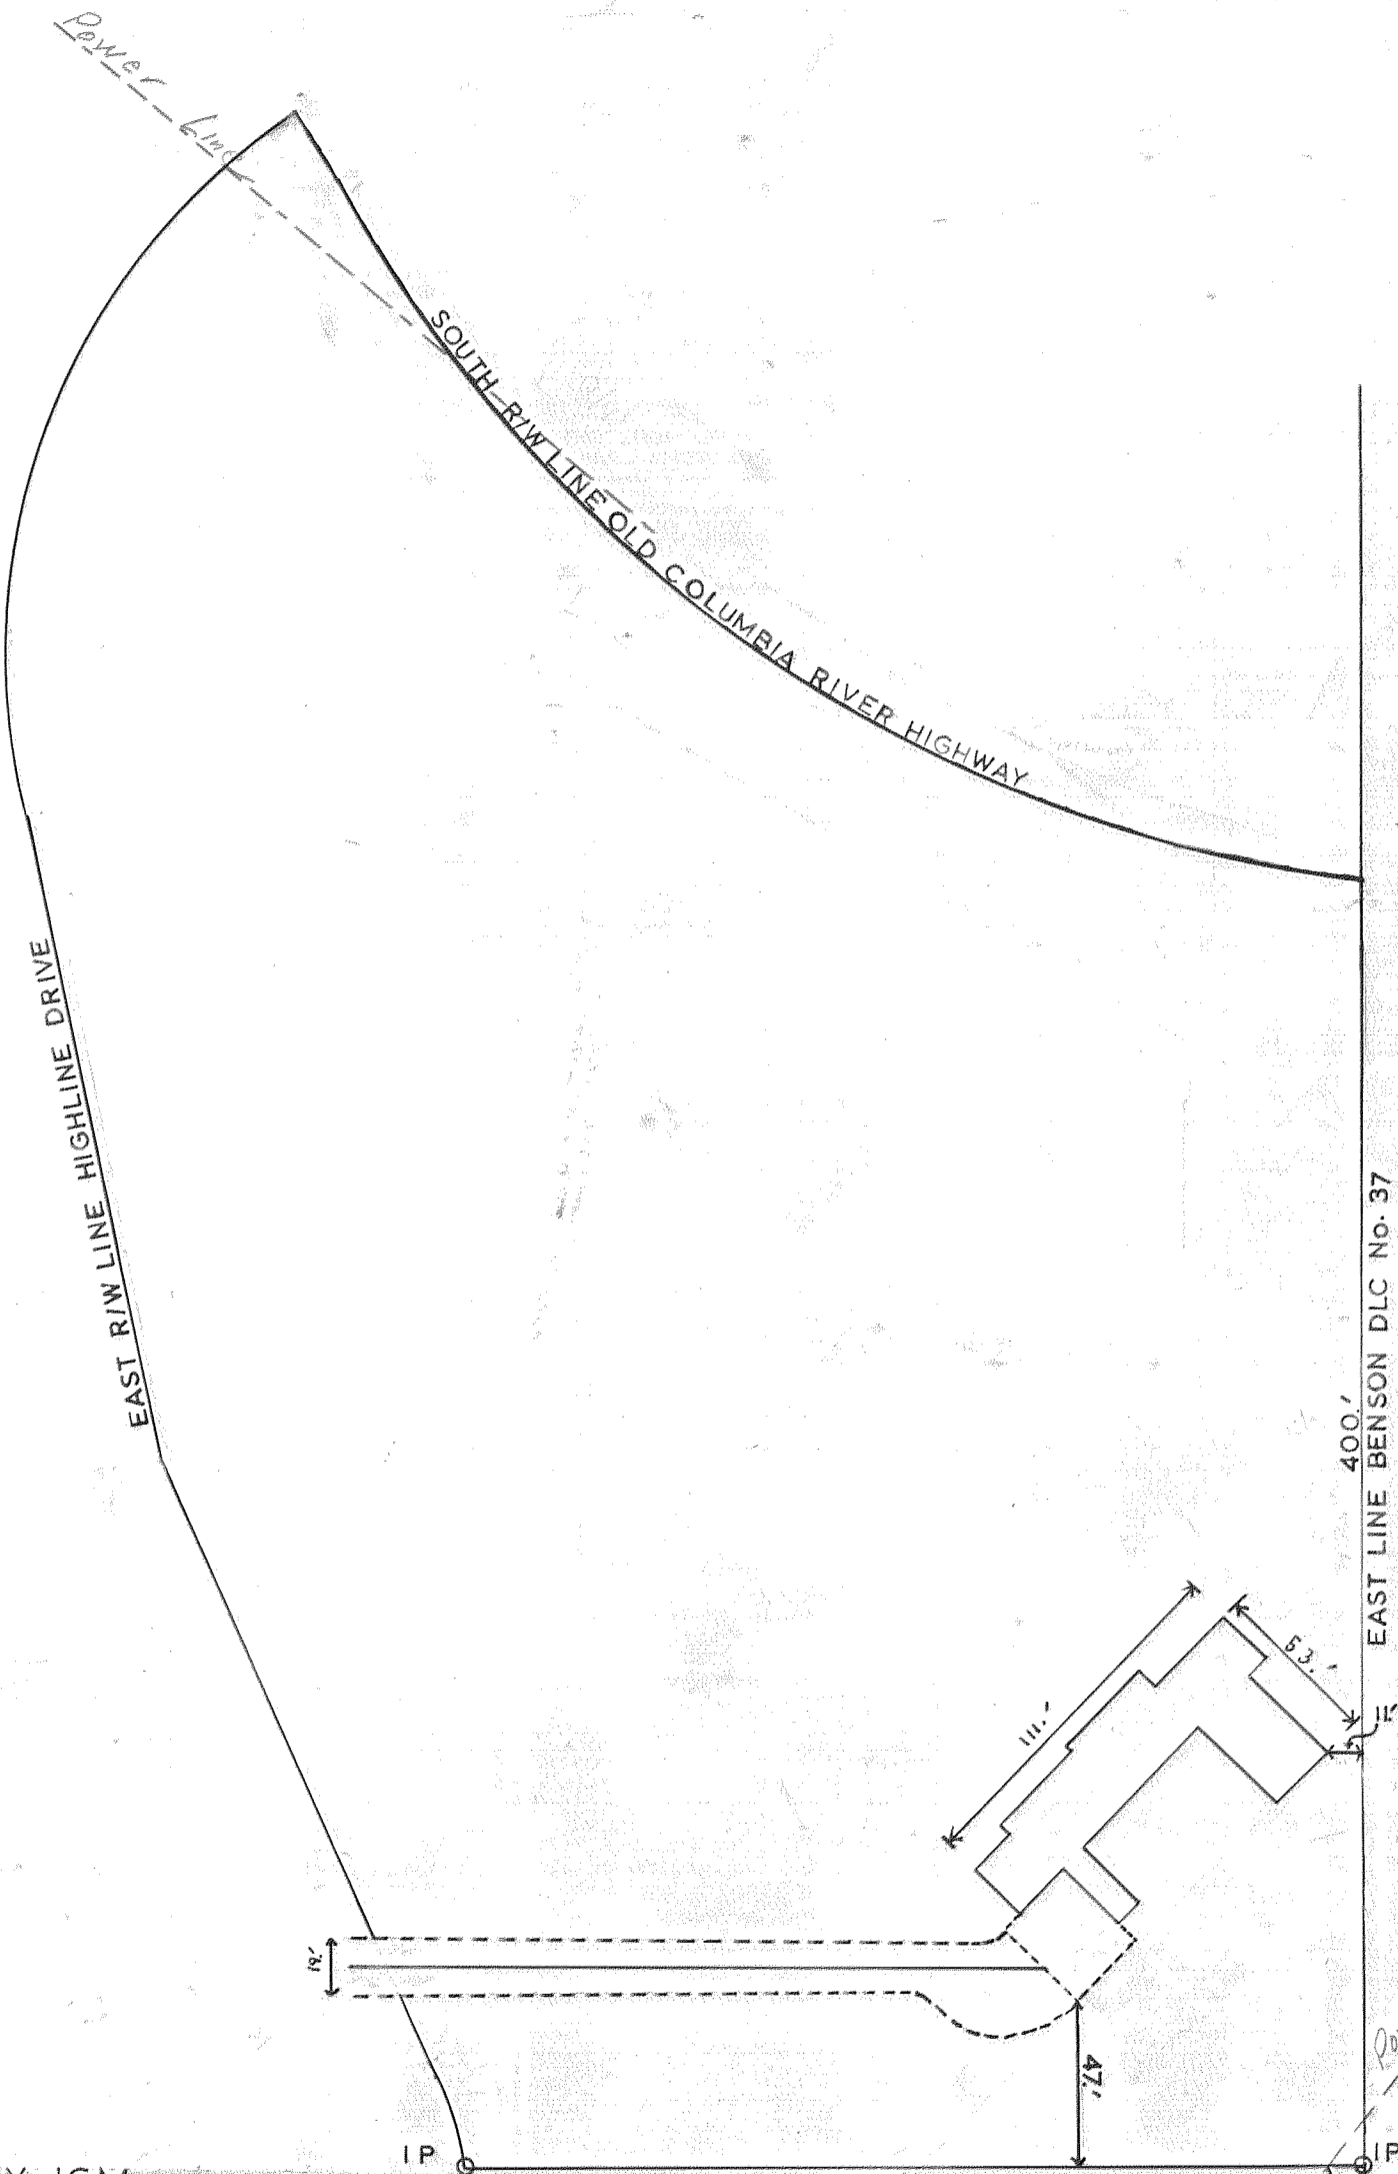 Power Line
SOUTH R/W LINE OLD COLUMBIA RIVER HIGHWAY
EAST R/W LINE HIGHLINE DRIVE
400.'
EAST LINE BENSON DLC No. 37
53.'
11.'
111.'
19.'
47.'
IP
IP